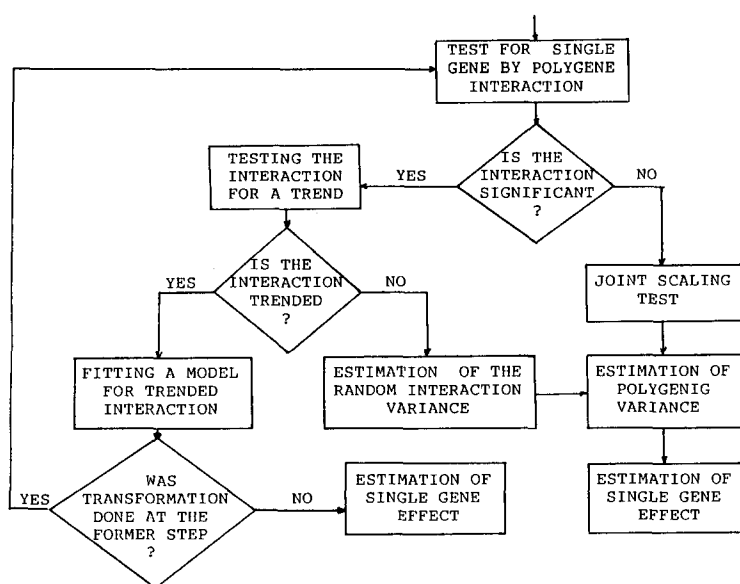 TEST FOR SINGLE
GENE BY POLYGENE
INTERACTION
IS THE
INTERACTION
SIGNIFICANT
?
YES
NO
TESTING THE
INTERACTION
FOR A TREND
IS THE
INTERACTION
TRENDED
?
YES
NO
JOINT SCALING
TEST
FITTING A MODEL
FOR TRENDED
INTERACTION
ESTIMATION OF THE
RANDOM INTERACTION
VARIANCE
ESTIMATION OF
POLYGENIG
VARIANCE
WAS
TRANSFORMATION
DONE AT THE
FORMER STEP
?
YES
NO
ESTIMATION OF
SINGLE GENE
EFFECT
ESTIMATION OF
SINGLE GENE
EFFECT